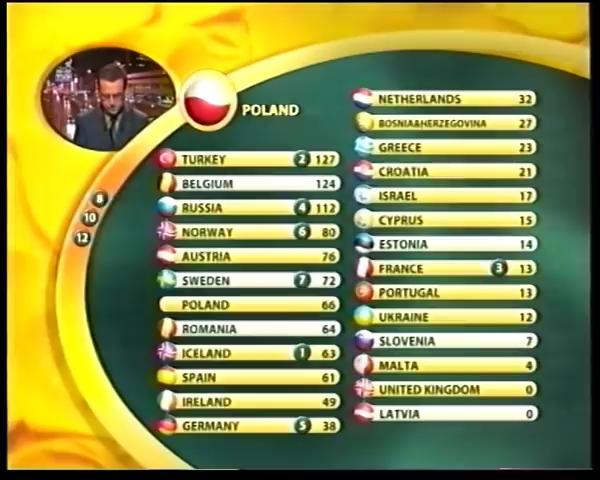 POLAND
8
10
12
TURKEY 2 127
BELGIUM 124
RUSSIA 4 112
NORWAY 6 80
AUSTRIA 76
SWEDEN 7 72
POLAND 66
ROMANIA 64
ICELAND 1 63
SPAIN 61
IRELAND 49
GERMANY 5 38
NETHERLANDS 32
BOSNIA&HERZEGOVINA 27
GREECE 23
CROATIA 21
ISRAEL 17
CYPRUS 15
ESTONIA 14
FRANCE 3 13
PORTUGAL 13
UKRAINE 12
SLOVENIA 7
MALTA 4
UNITED KINGDOM 0
LATVIA 0